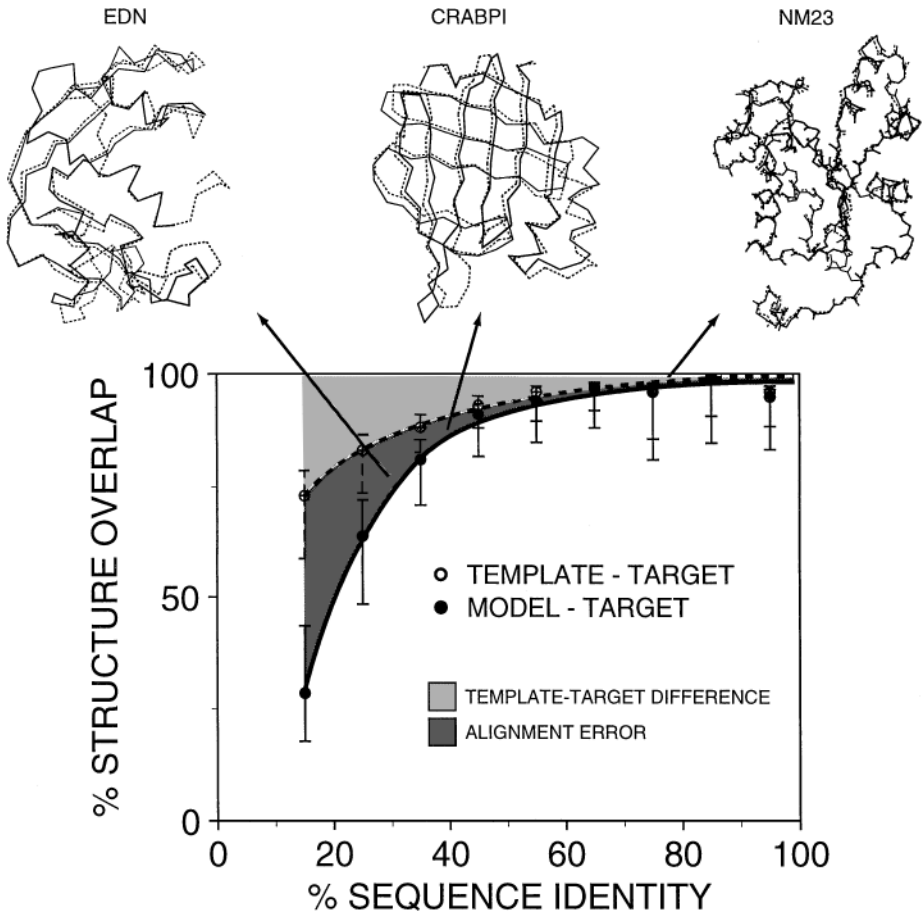 EDN
CRABPI
NM23
% STRUCTURE OVERLAP
100
50
0
TEMPLATE - TARGET
MODEL - TARGET
TEMPLATE-TARGET DIFFERENCE
ALIGNMENT ERROR
0
20
40
60
80
100
% SEQUENCE IDENTITY